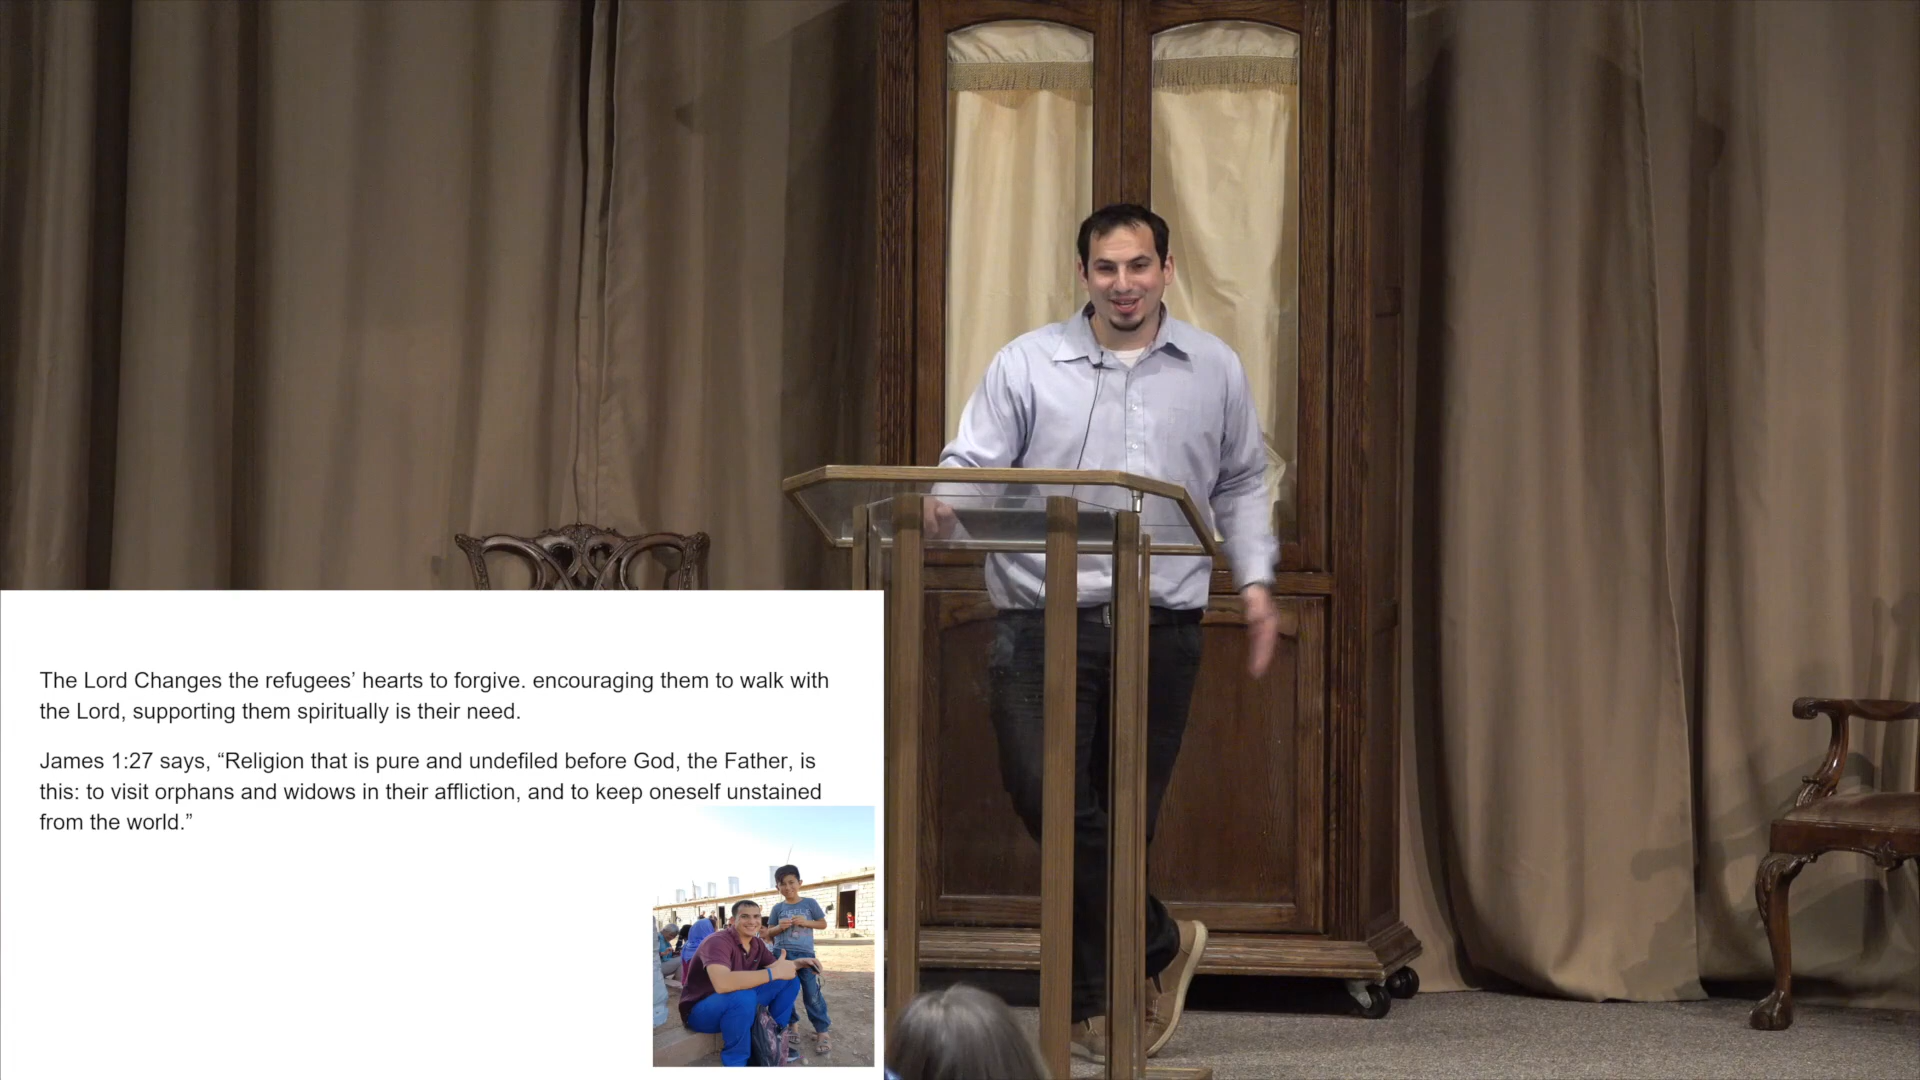 The Lord Changes the refugees’ hearts to forgive. encouraging them to walk with
the Lord, supporting them spiritually is their need.
James 1:27 says, “Religion that is pure and undefiled before God, the Father, is
this: to visit orphans and widows in their affliction, and to keep oneself unstained
from the world.”